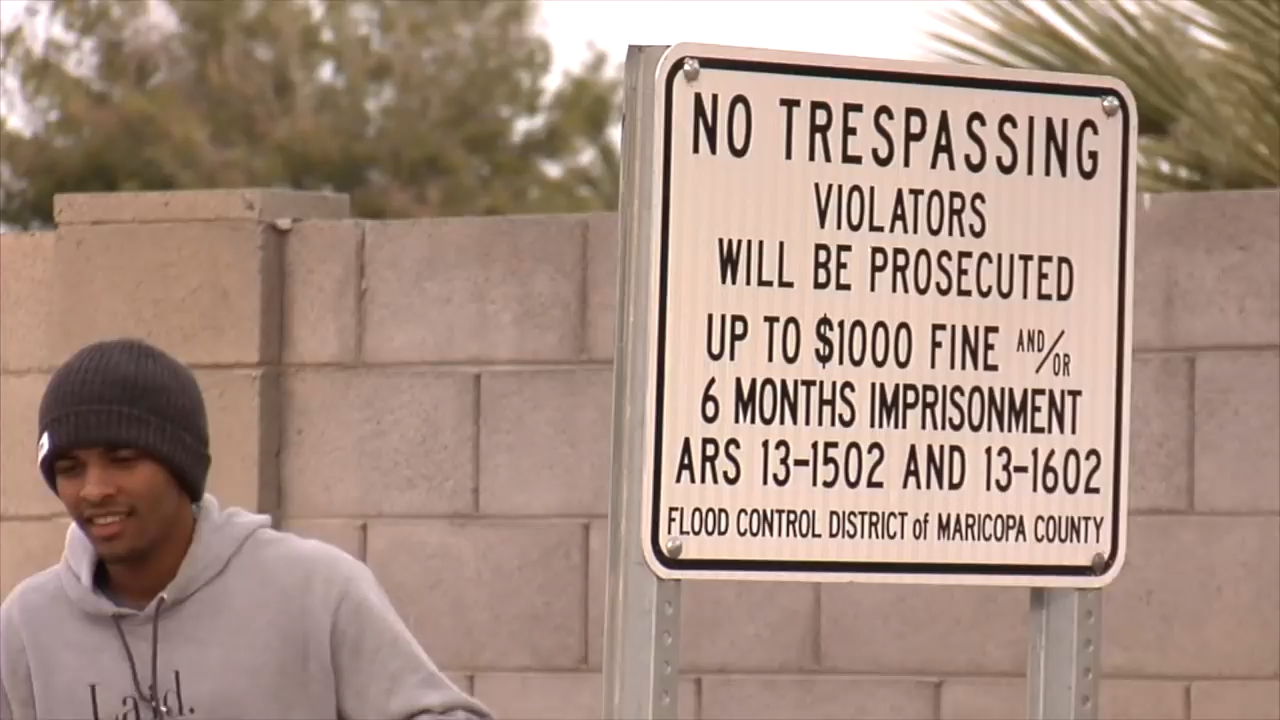 NO TRESPASSING
VIOLATORS
WILL BE PROSECUTED
UP TO $1000 FINE AND/OR
6 MONTHS IMPRISONMENT
ARS 13-1502 AND 13-1602
FLOOD CONTROL DISTRICT of MARICOPA COUNTY